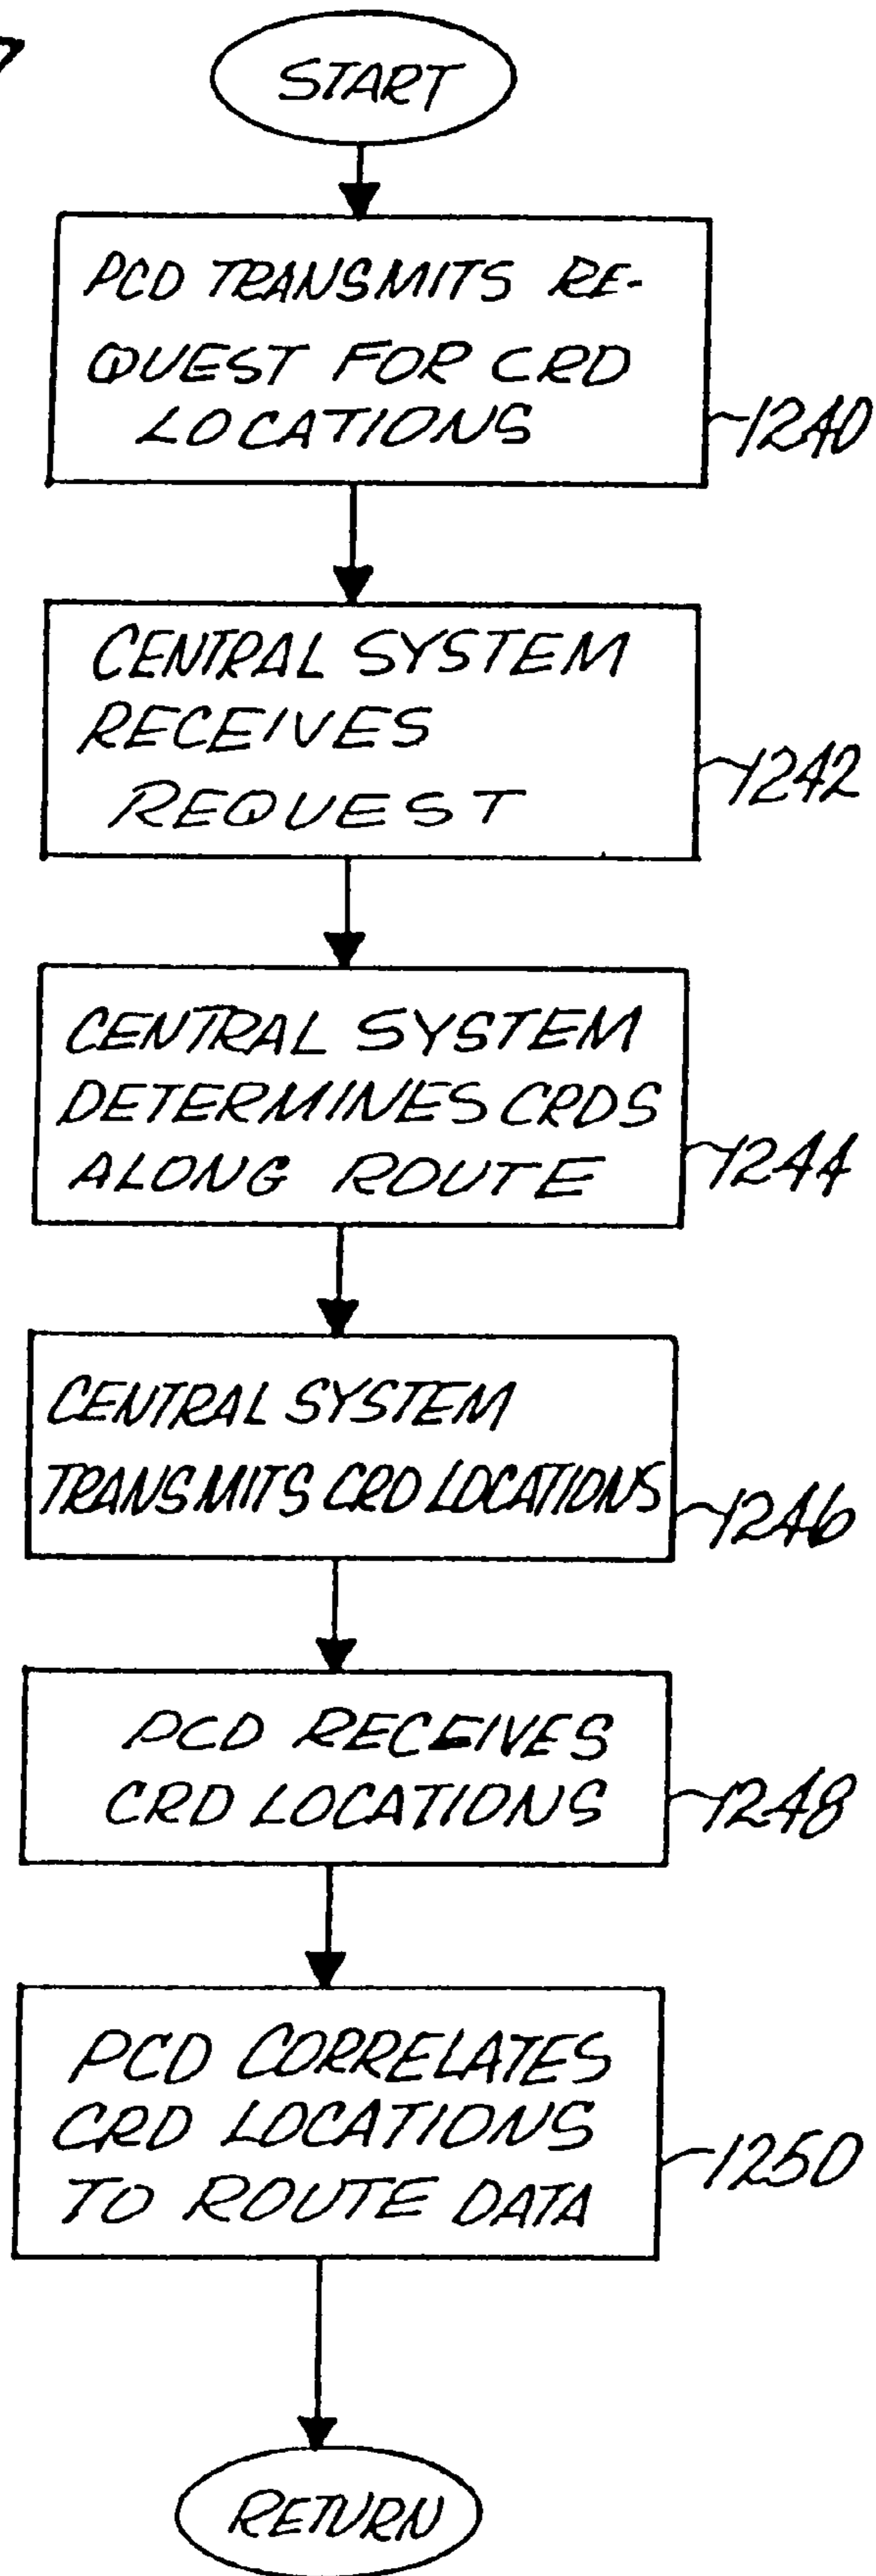 7
START
PCD TRANSMITS RE-
QUEST FOR CRD
LOCATIONS
1240
CENTRAL SYSTEM
RECEIVES
REQUEST
1242
CENTRAL SYSTEM
DETERMINES CRDS
ALONG ROUTE
1244
CENTRAL SYSTEM
TRANSMITS CRD LOCATIONS
1246
PCD RECEIVES
CRD LOCATIONS
1248
PCD CORRELATES
CRD LOCATIONS
TO ROUTE DATA
1250
RETURN